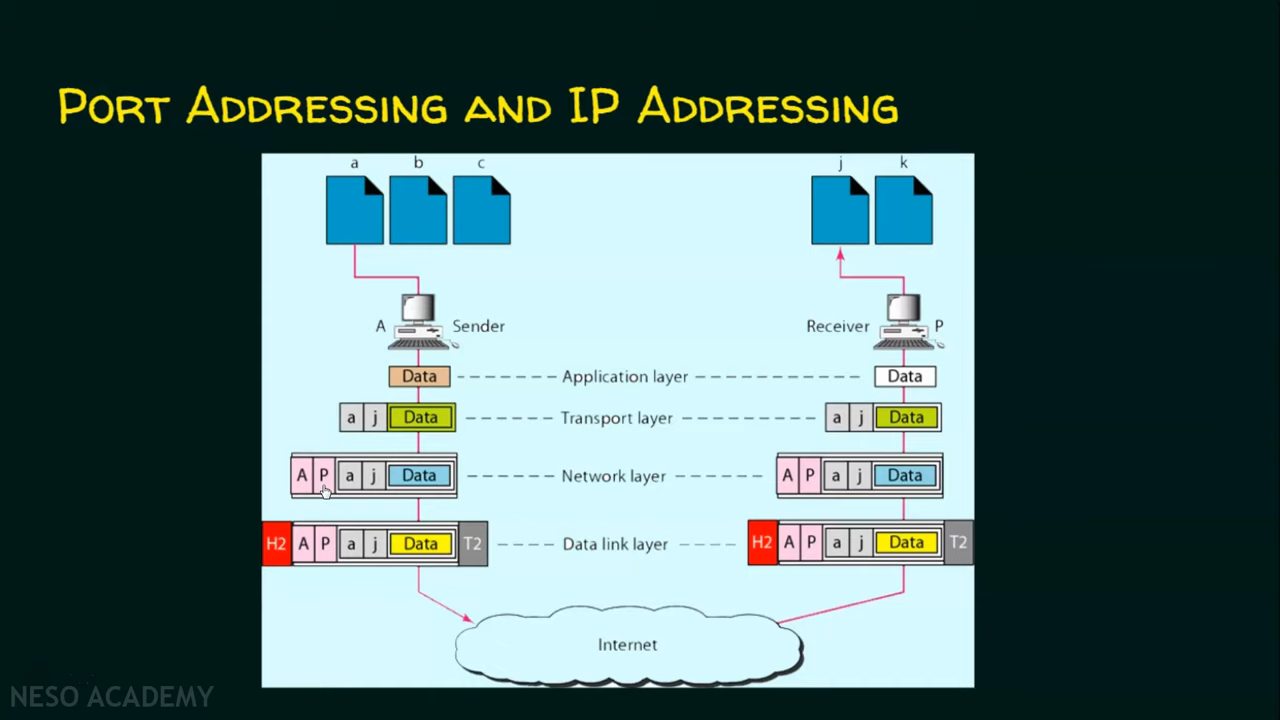 PORT ADDRESSING AND IP ADDRESSING
a b c j k
A Sender Receiver P
Data Application layer Data
a j Data Transport layer a j Data
A P a j Data Network layer A P a j Data
H2 A P a j Data T2 Data link layer H2 A P a j Data T2
Internet
NESO ACADEMY